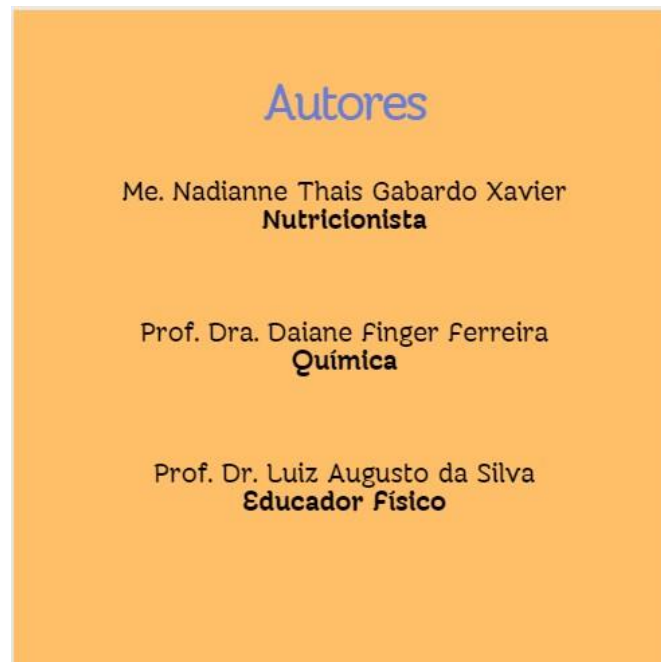 Autores
Me. Nadianne Thais Gabardo Xavier
Nutricionista
Prof. Dra. Daiane Finger Ferreira
Química
Prof. Dr. Luiz Augusto da Silva
Educador Físico